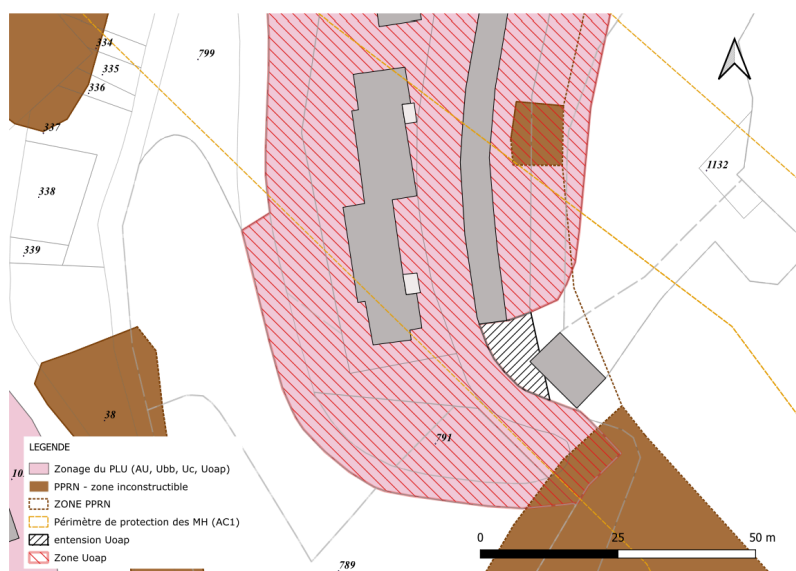 334
799
335
336
337
1132
338
339
38
791
LEGENDE
Zonage du PLU (AU, Ubb, Uc, Uoap)
PPRN - zone inconstructible
ZONE PPRN
Périmètre de protection des MH (AC1)
entension Uoap
Zone Uoap
0 25 50 m
789